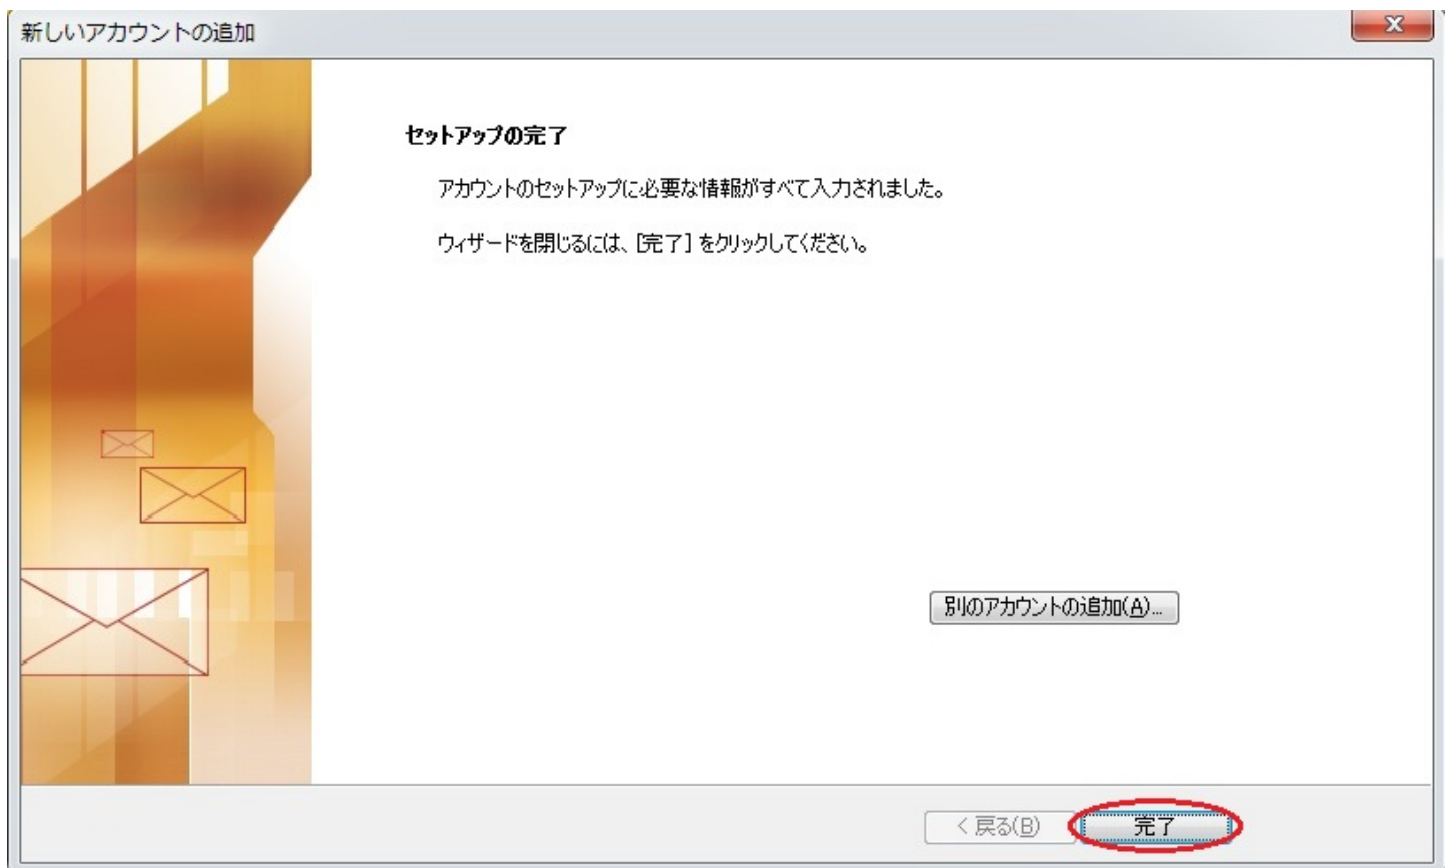 新しいアカウントの追加
セットアップの完了
アカウントのセットアップに必要な情報がすべて入力されました。
ウィザードを閉じるには、[完了] をクリックしてください。
別のアカウントの追加(A)...
< 戻る(B)
完了